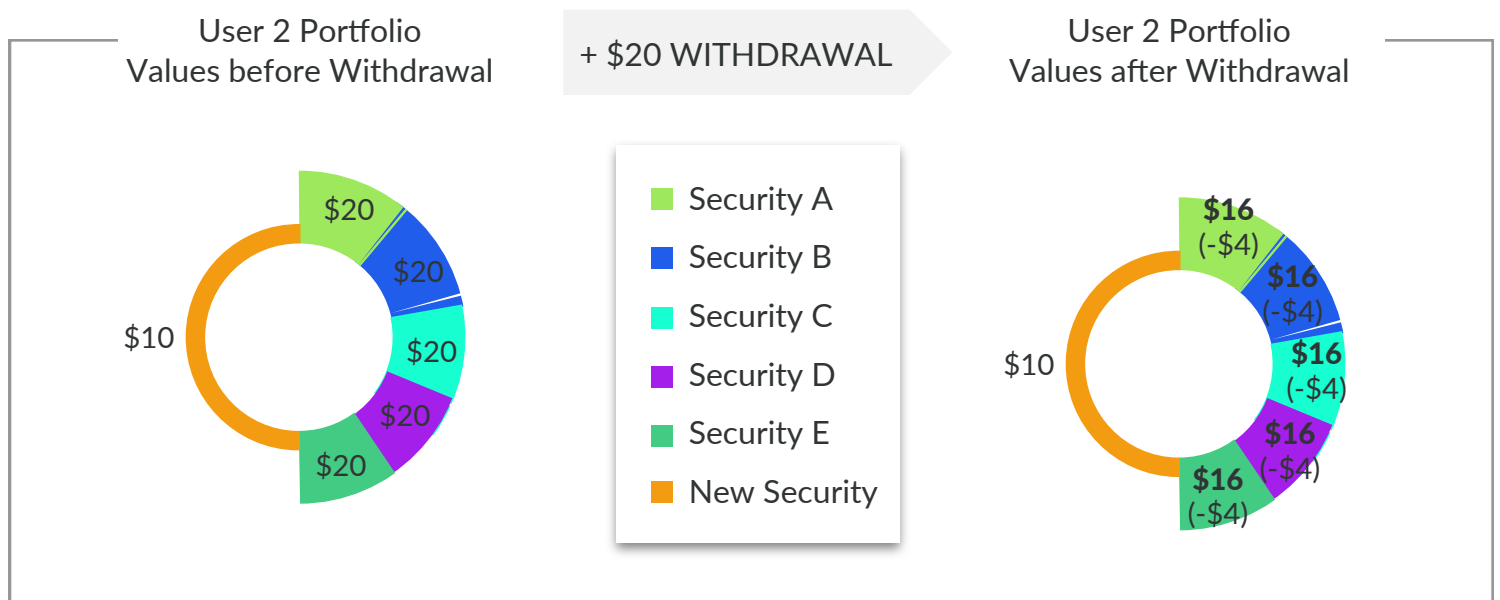 User 2 Portfolio
Values before Withdrawal
+ $20 WITHDRAWAL
User 2 Portfolio
Values after Withdrawal
$20
$20
$20
$20
$20
$10
Security A
Security B
Security C
Security D
Security E
New Security
$16
(-$4)
$16
(-$4)
$16
(-$4)
$16
(-$4)
$16
(-$4)
$10